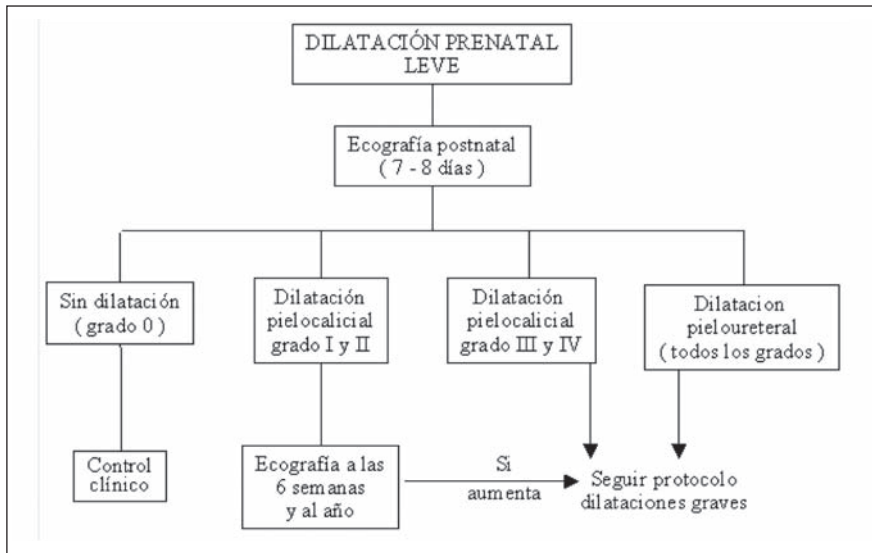 DILATACIÓN PRENATAL
LEVE
Ecografía postnatal
( 7 - 8 días )
Sin dilatación
( grado 0 )
Dilatación
pielocalicial
grado I y II
Dilatación
pielocalicial
grado III y IV
Dilatacion
pieloureteral
( todos los grados )
Control
clínico
Ecografía a las
6 semanas
y al año
Si
aumenta
Seguir protocolo
dilataciones graves